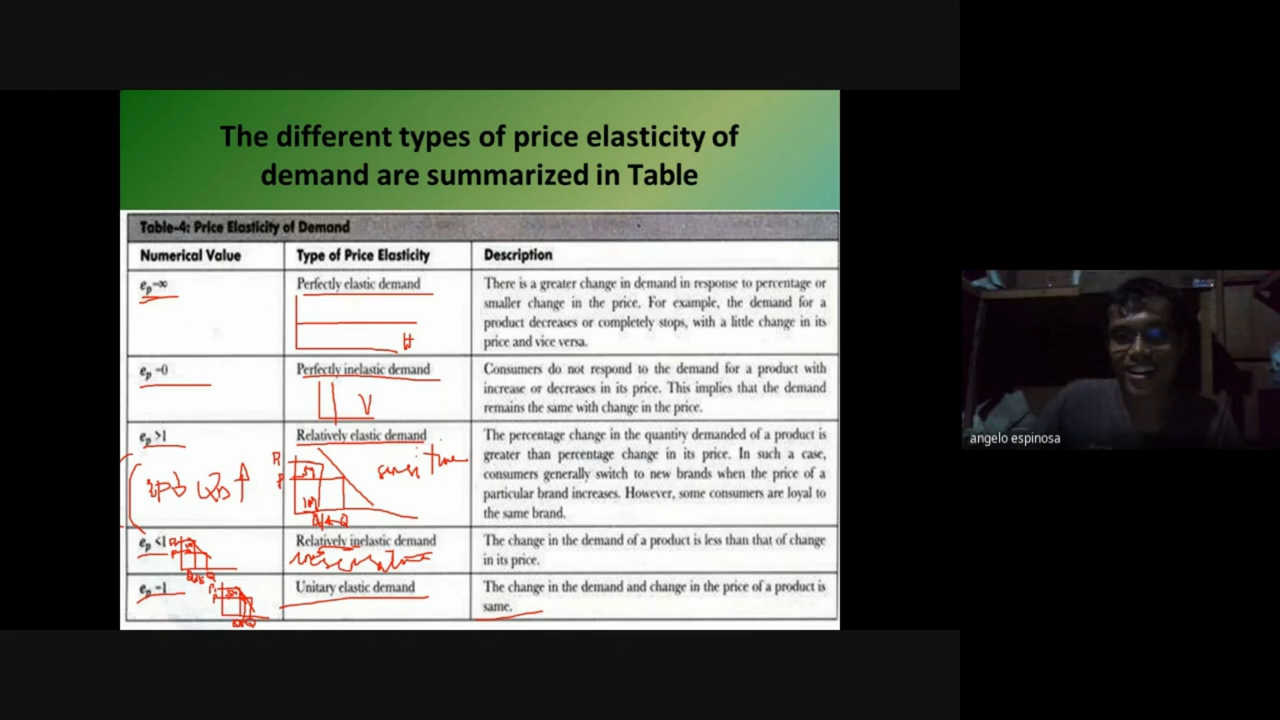 The different types of price elasticity of
demand are summarized in Table
Table-4: Price Elasticity of Demand
Numerical Value Type of Price Elasticity Description
eₚ=∞ Perfectly elastic demand There is a greater change in demand in response to percentage or
smaller change in the price. For example, the demand for a
H product decreases or completely stops, with a little change in its
price and vice versa.
eₚ=0 Perfectly inelastic demand Consumers do not respond to the demand for a product with
increase or decreases in its price. This implies that the demand
V remains the same with change in the price.
eₚ>1 Relatively elastic demand The percentage change in the quantity demanded of a product is
greater than percentage change in its price. In such a case,
consumers generally switch to new brands when the price of a
particular brand increases. However, some consumers are loyal to
the same brand.
eₚ<1 Relatively inelastic demand The change in the demand of a product is less than that of change
in its price.
eₚ=1 Unitary elastic demand The change in the demand and change in the price of a product is
same.
angelo espinosa